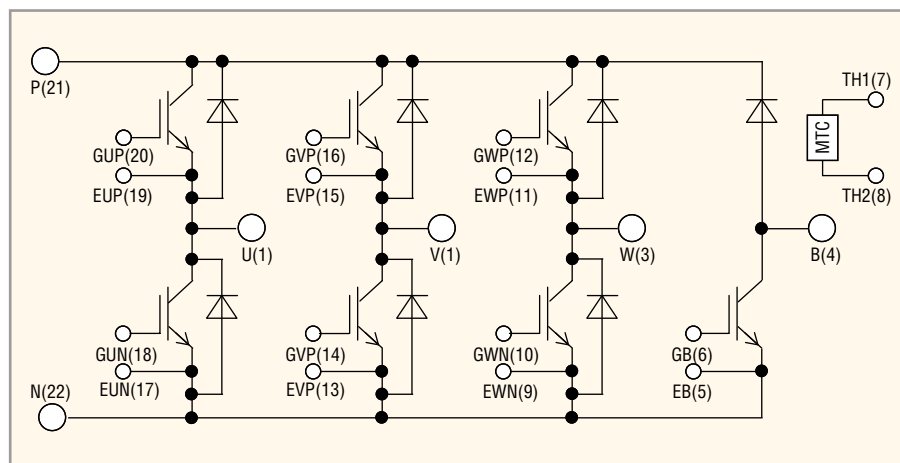 P(21)
TH1(7)
MTC
TH2(8)
GUP(20)
GVP(16)
GWP(12)
EUP(19)
EVP(15)
EWP(11)
U(1)
V(1)
W(3)
B(4)
GUN(18)
GVP(14)
GWN(10)
GB(6)
N(22)
EUN(17)
EVP(13)
EWN(9)
EB(5)